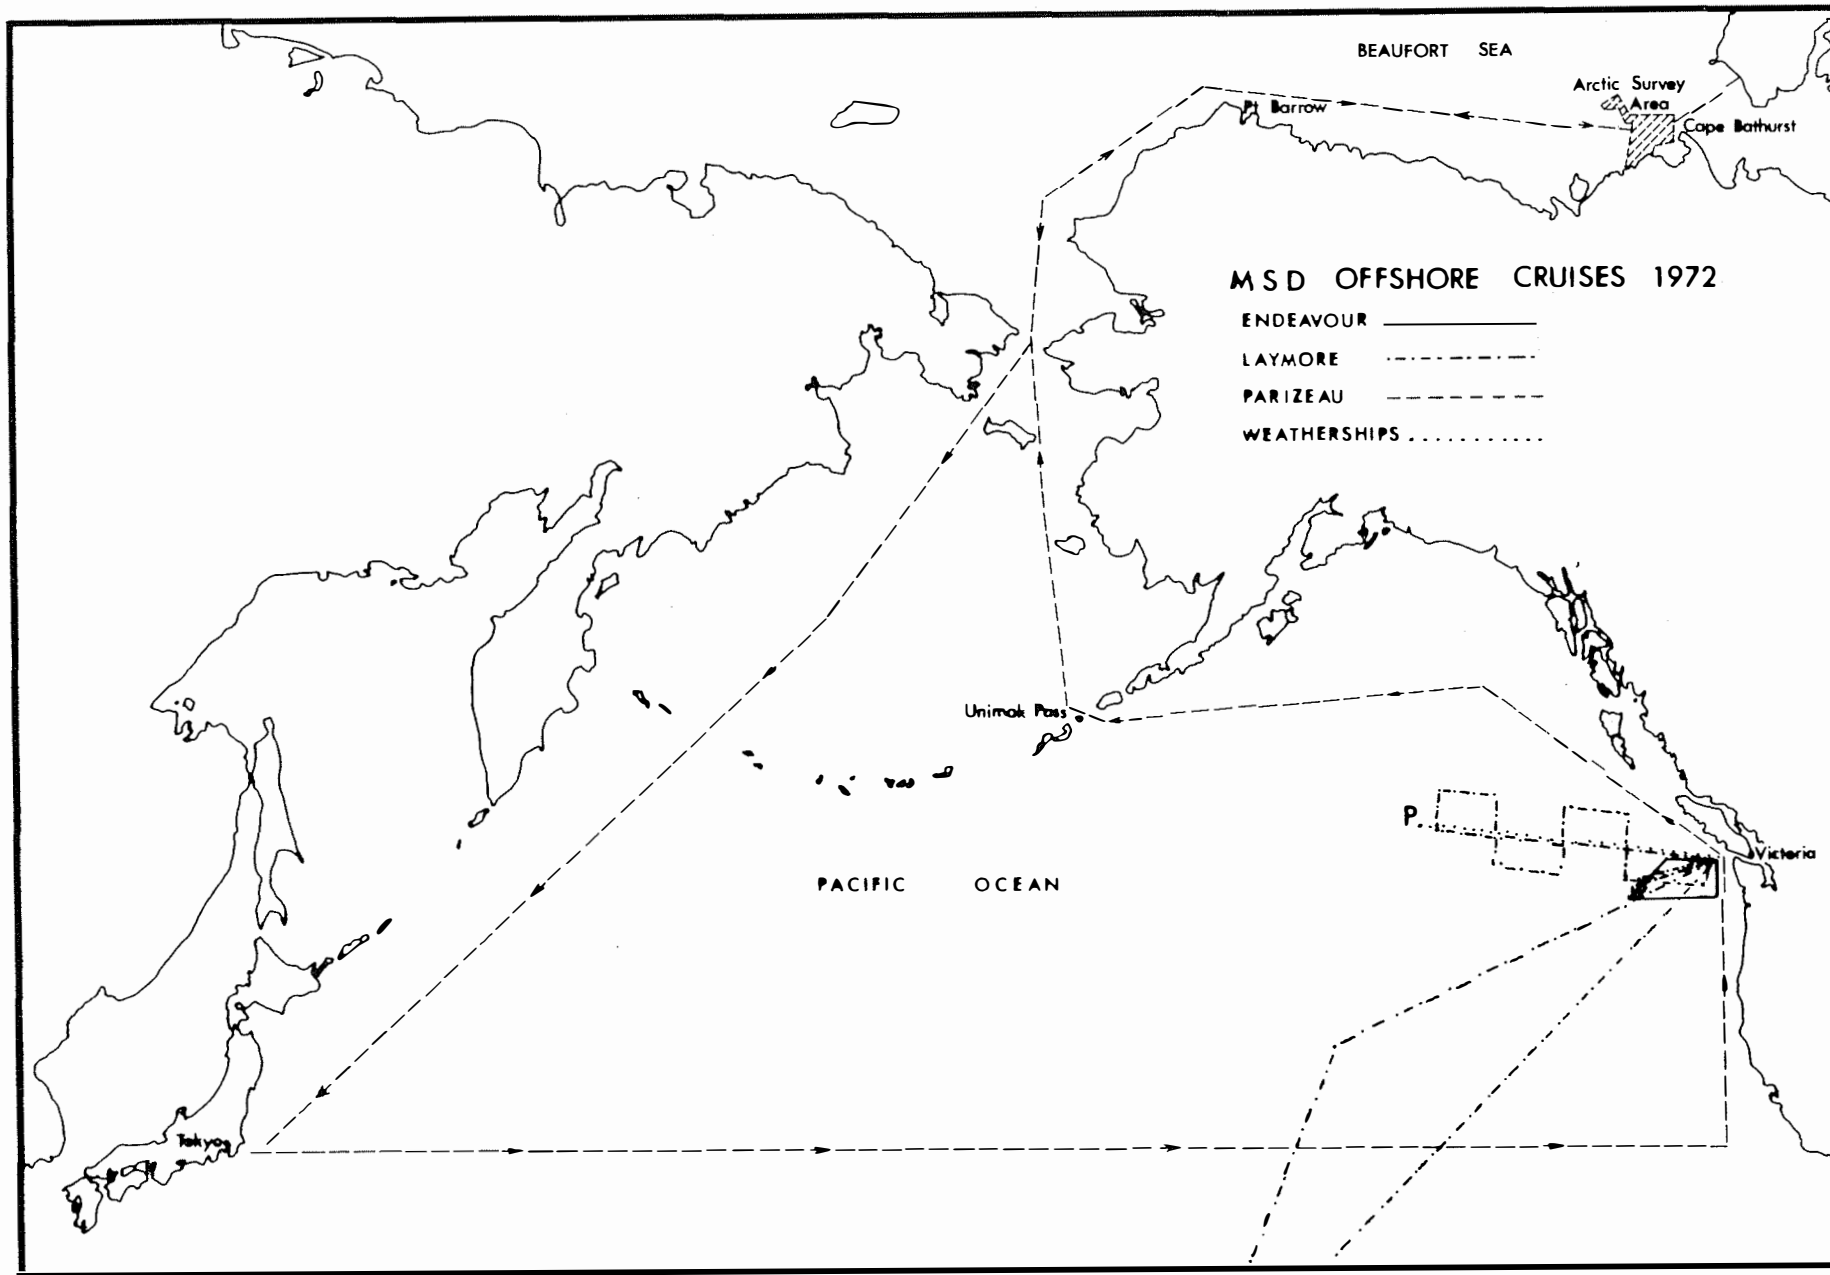 BEAUFORT SEA
Arctic Survey
Area
Pt Barrow
Cape Bathurst
MSD OFFSHORE CRUISES 1972
ENDEAVOUR
LAYMORE
PARIZEAU
WEATHERSHIPS
Unimak Pass
P
Victoria
PACIFIC OCEAN
Tokyo